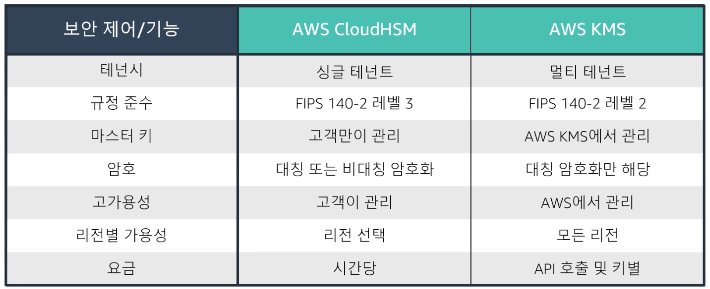 보안 제어/기능 AWS CloudHSM AWS KMS
테넌시 싱글 테넌트 멀티 테넌트
규정 준수 FIPS 140-2 레벨 3 FIPS 140-2 레벨 2
마스터 키 고객만이 관리 AWS KMS에서 관리
암호 대칭 또는 비대칭 암호화 대칭 암호화만 해당
고가용성 고객이 관리 AWS에서 관리
리전별 가용성 리전 선택 모든 리전
요금 시간당 API 호출 및 키별